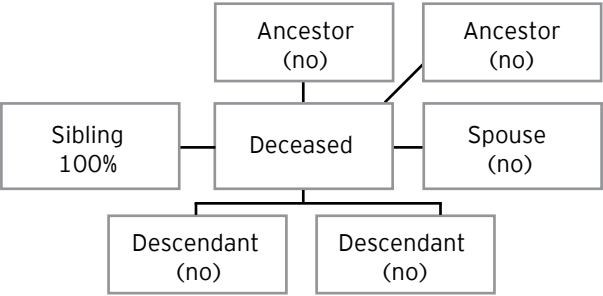 Ancestor
(no)
Ancestor
(no)
Sibling
100%
Deceased
Spouse
(no)
Descendant
(no)
Descendant
(no)